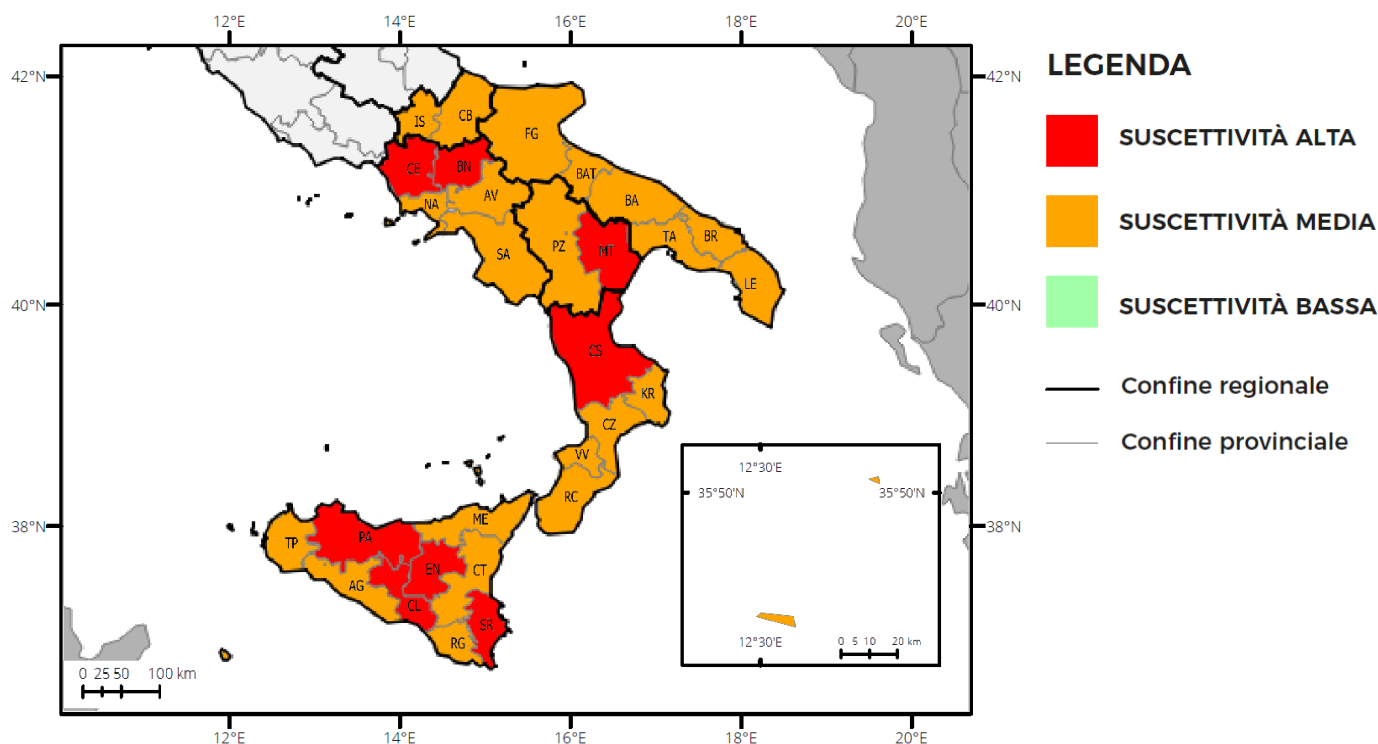 12°E 14°E 16°E 18°E 20°E
42°N 42°N
IS CB FG
CE BN BAT
NA AV BA
SA PZ MT TA BR
LE
40°N 40°N
CS
KR
CZ
VV
RC
38°N 38°N
ME
TP PA
AG EN CT
CL SR
RG
0 25 50 100 km
12°30'E
35°50'N 35°50'N
12°30'E
0 5 10 20 km
12°E 14°E 16°E 18°E 20°E
LEGENDA
SUSCETTIVITÀ ALTA
SUSCETTIVITÀ MEDIA
SUSCETTIVITÀ BASSA
Confine regionale
Confine provinciale